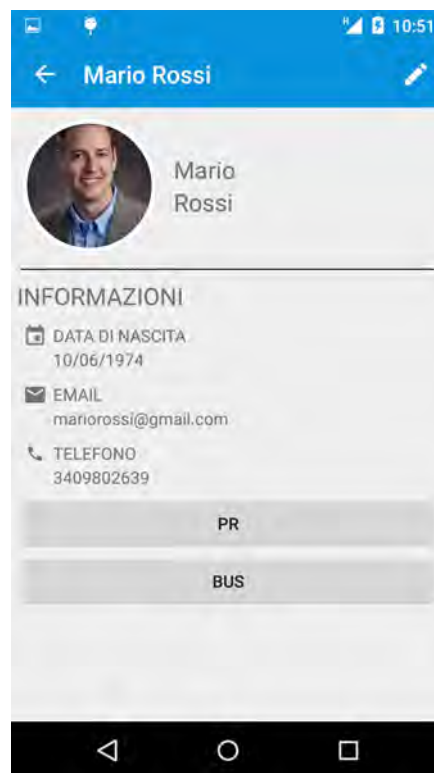 10:51
Mario Rossi
Mario
Rossi
INFORMAZIONI
DATA DI NASCITA
10/06/1974
EMAIL
mariorossi@gmail.com
TELEFONO
3409802639
PR
BUS